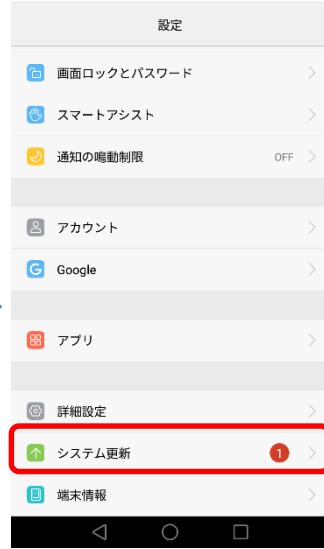 設定
画面ロックとパスワード
スマートアシスト
通知の鳴動制限 OFF
アカウント
Google
アプリ
詳細設定
システム更新 1
端末情報